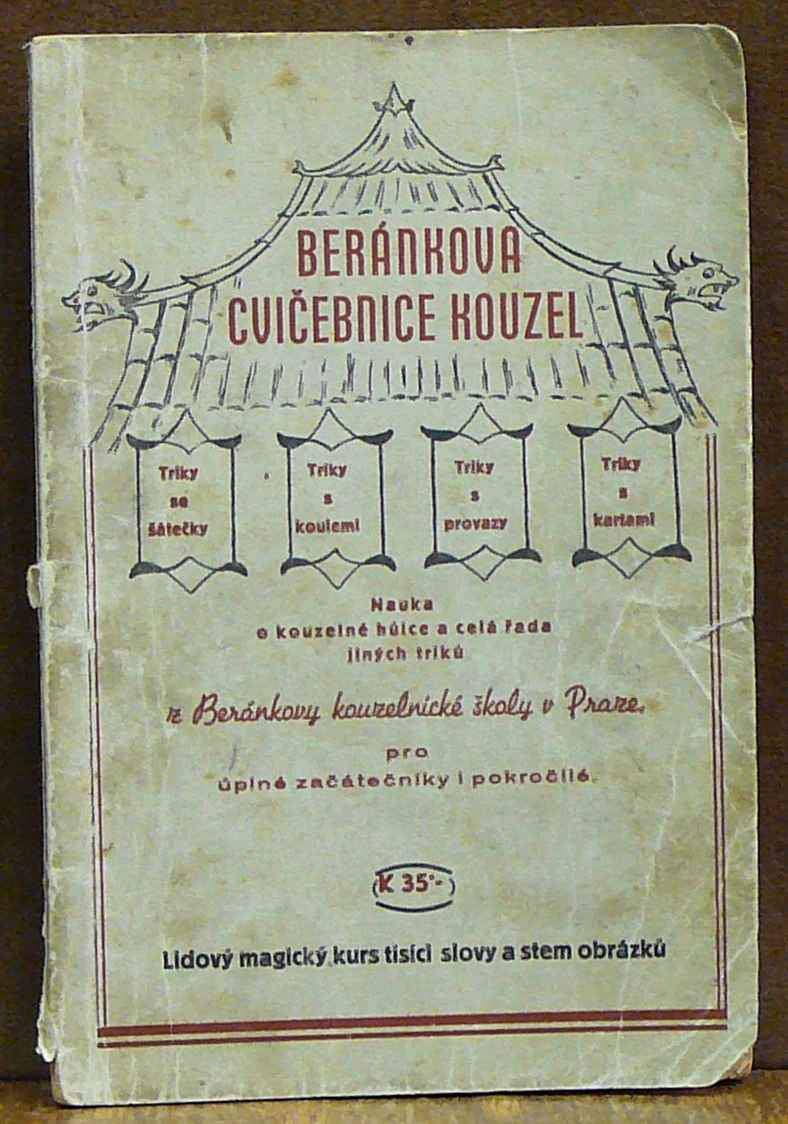 BERÁNKOVA
CVIČEBNICE KOUZEL
Triky
se
šátečky
Triky
s
koulemi
Triky
s
provazy
Triky
s
kartami
Nauka
o kouzelné hůlce a celá řada
jiných triků
z Beránkovy kouzelnické školy v Praze.
pro
úplné začátečníky i pokročilé.
K 35·-
Lidový magický kurs tisíci slovy a stem obrázků